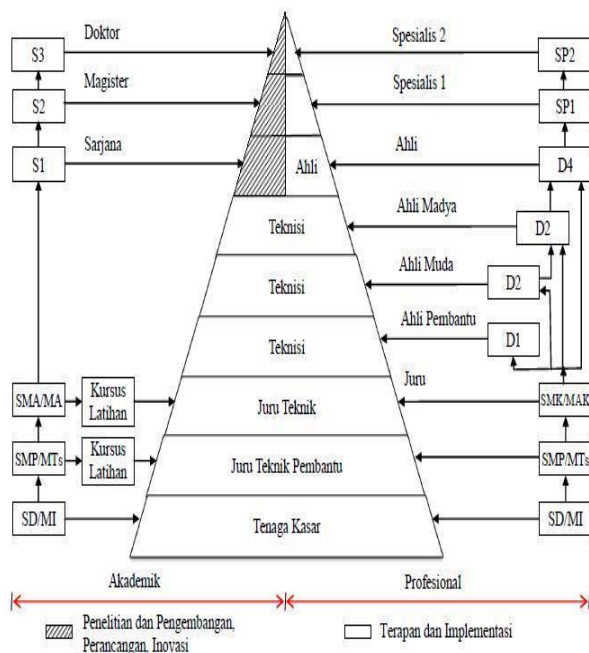 Doktor
Spesialis 2
S3
SP2
Magister
Spesialis 1
S2
SP1
Sarjana
Ahli
S1
Ahli
D4
Ahli Madya
Teknisi
D2
Ahli Muda
Teknisi
D2
Ahli Pembantu
Teknisi
D1
Juru
SMA/MA
Kursus
Latihan
Juru Teknik
SMK/MAK
SMP/MTs
Kursus
Latihan
Juru Teknik Pembantu
SMP/MTs
SD/MI
Tenaga Kasar
SD/MI
Akademik
Profesional
Penelitian dan Pengembangan,
Perancangan, Inovasi
Terapan dan Implementasi